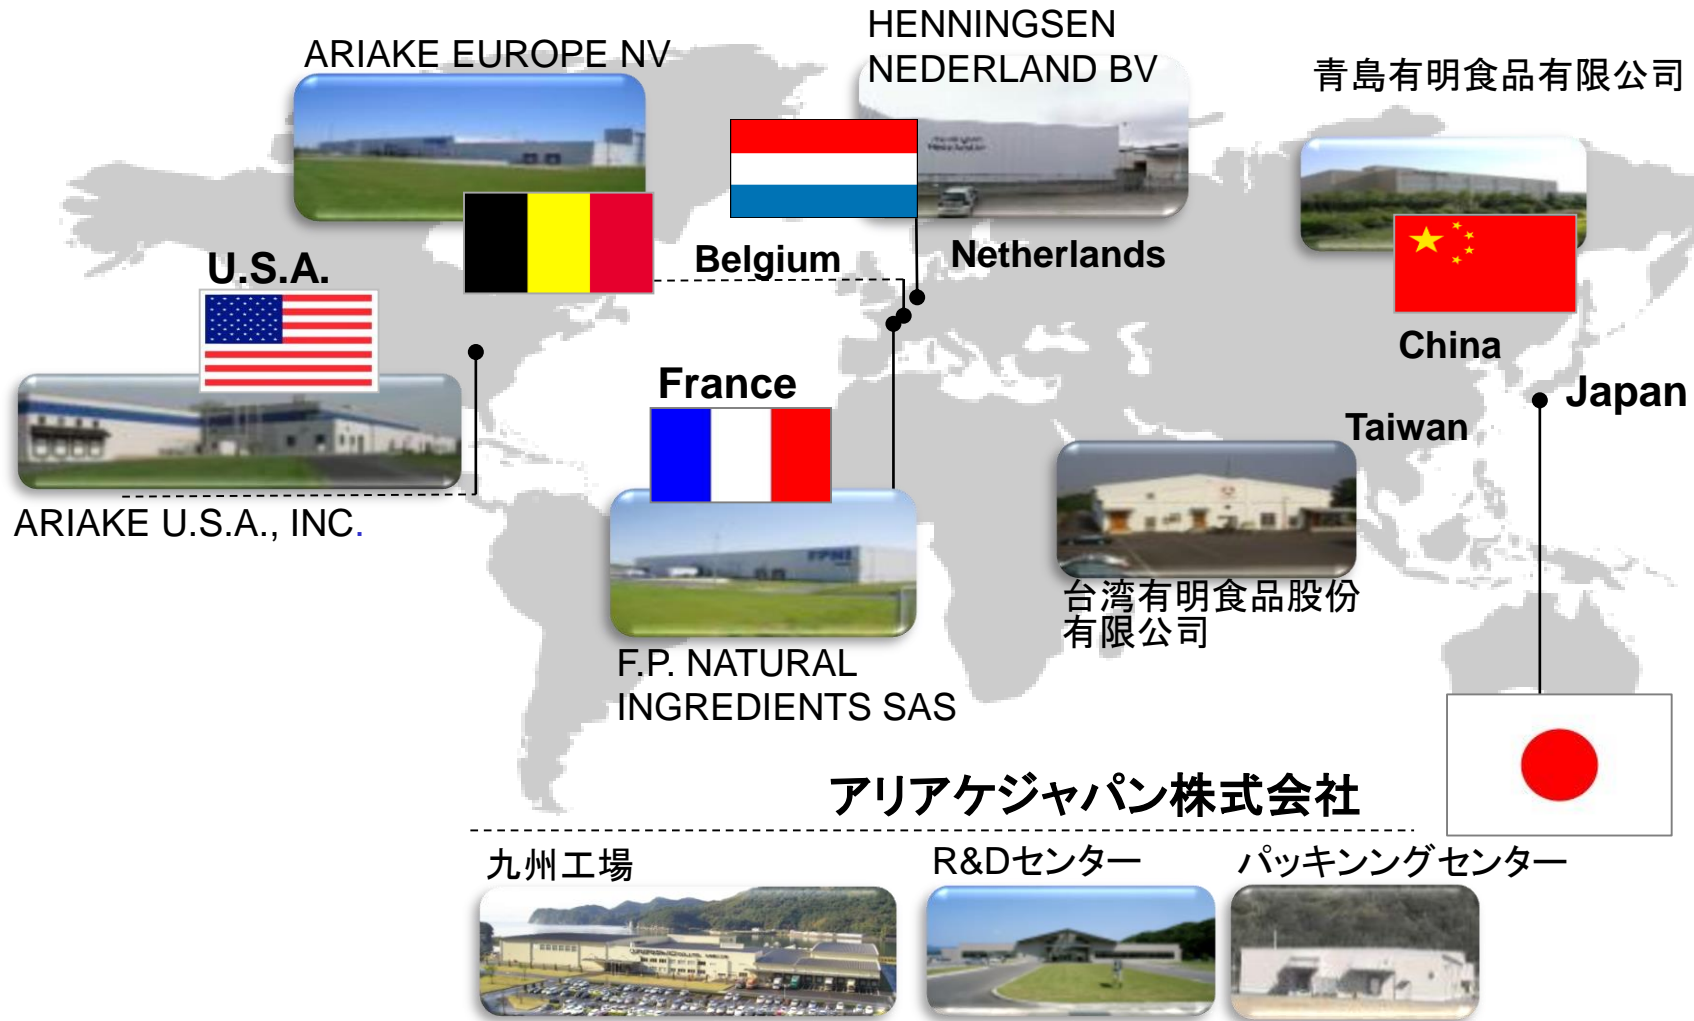 HENNINGSEN
NEDERLAND BV
ARIAKE EUROPE NV
青島有明食品有限公司
Belgium
Netherlands
U.S.A.
China
France
Japan
Taiwan
ARIAKE U.S.A., INC.
台湾有明食品股份
有限公司
F.P. NATURAL
INGREDIENTS SAS
アリアケジャパン株式会社
九州工場
R&Dセンター
パッキンングセンター